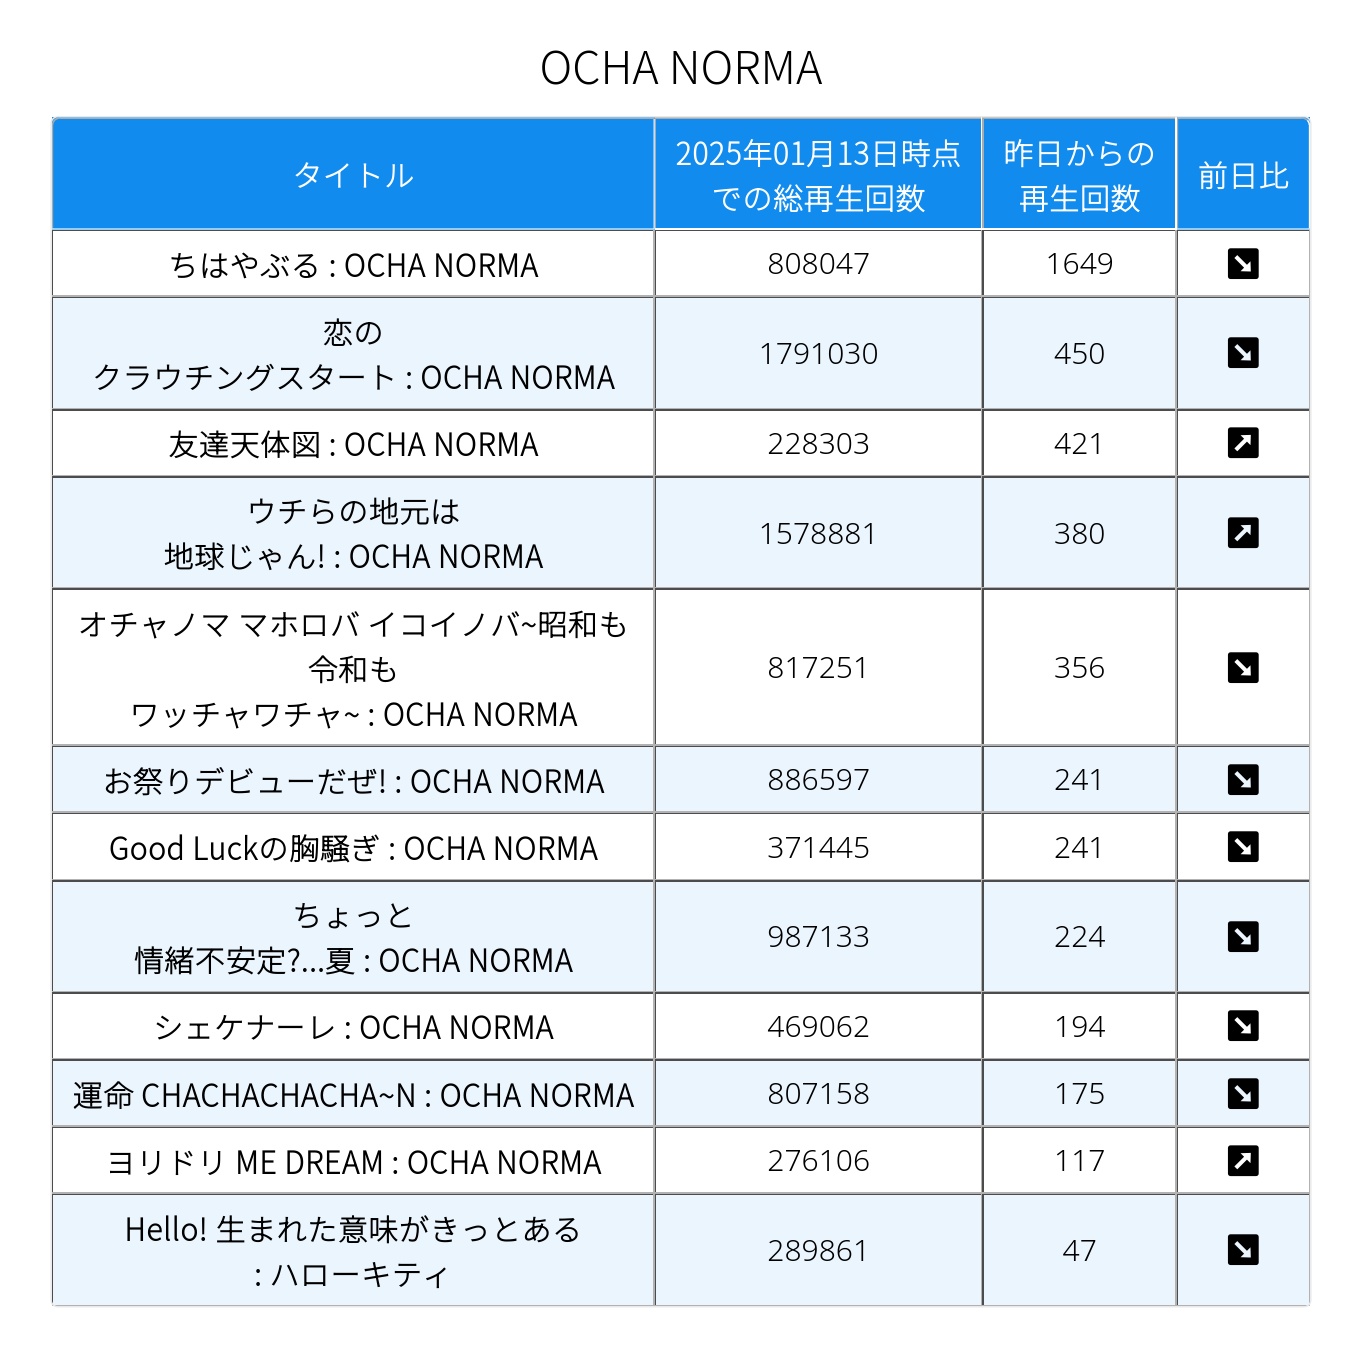 OCHA NORMA
タイトル
2025年01月13日時点
での総再生回数
昨日からの
再生回数
前日比
ちはやぶる : OCHA NORMA
808047
1649
恋の
クラウチングスタート : OCHA NORMA
1791030
450
友達天体図 : OCHA NORMA
228303
421
ウチらの地元は
地球じゃん! : OCHA NORMA
1578881
380
オチャノマ マホロバ イコイノバ~昭和も
令和も
ワッチャワチャ~ : OCHA NORMA
817251
356
お祭りデビューだぜ! : OCHA NORMA
886597
241
Good Luckの胸騒ぎ : OCHA NORMA
371445
241
ちょっと
情緒不安定?...夏 : OCHA NORMA
987133
224
シェケナーレ : OCHA NORMA
469062
194
運命 CHACHACHACHA~N : OCHA NORMA
807158
175
ヨリドリ ME DREAM : OCHA NORMA
276106
117
Hello! 生まれた意味がきっとある
: ハローキティ
289861
47